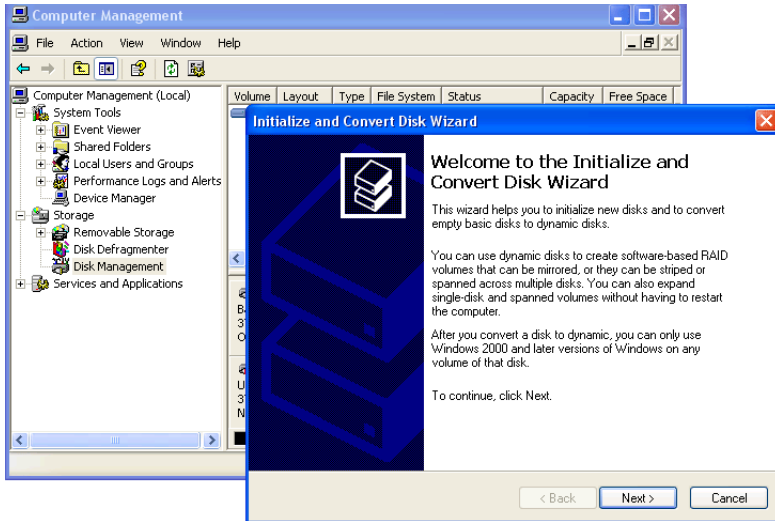 Computer Management
File Action View Window Help
Computer Management (Local)
System Tools
Event Viewer
Shared Folders
Local Users and Groups
Performance Logs and Alerts
Device Manager
Storage
Removable Storage
Disk Defragmenter
Disk Management
Services and Applications
Volume Layout Type File System Status Capacity Free Space
Initialize and Convert Disk Wizard
Welcome to the Initialize and
Convert Disk Wizard
This wizard helps you to initialize new disks and to convert
empty basic disks to dynamic disks.
You can use dynamic disks to create software-based RAID
volumes that can be mirrored, or they can be striped or
spanned across multiple disks. You can also expand
single-disk and spanned volumes without having to restart
the computer.
After you convert a disk to dynamic, you can only use
Windows 2000 and later versions of Windows on any
volume of that disk.
To continue, click Next.
< Back Next > Cancel